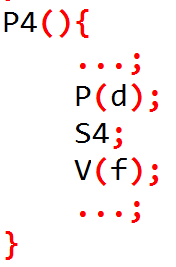 P4(){
...;
P(d);
S4;
V(f);
...;
}